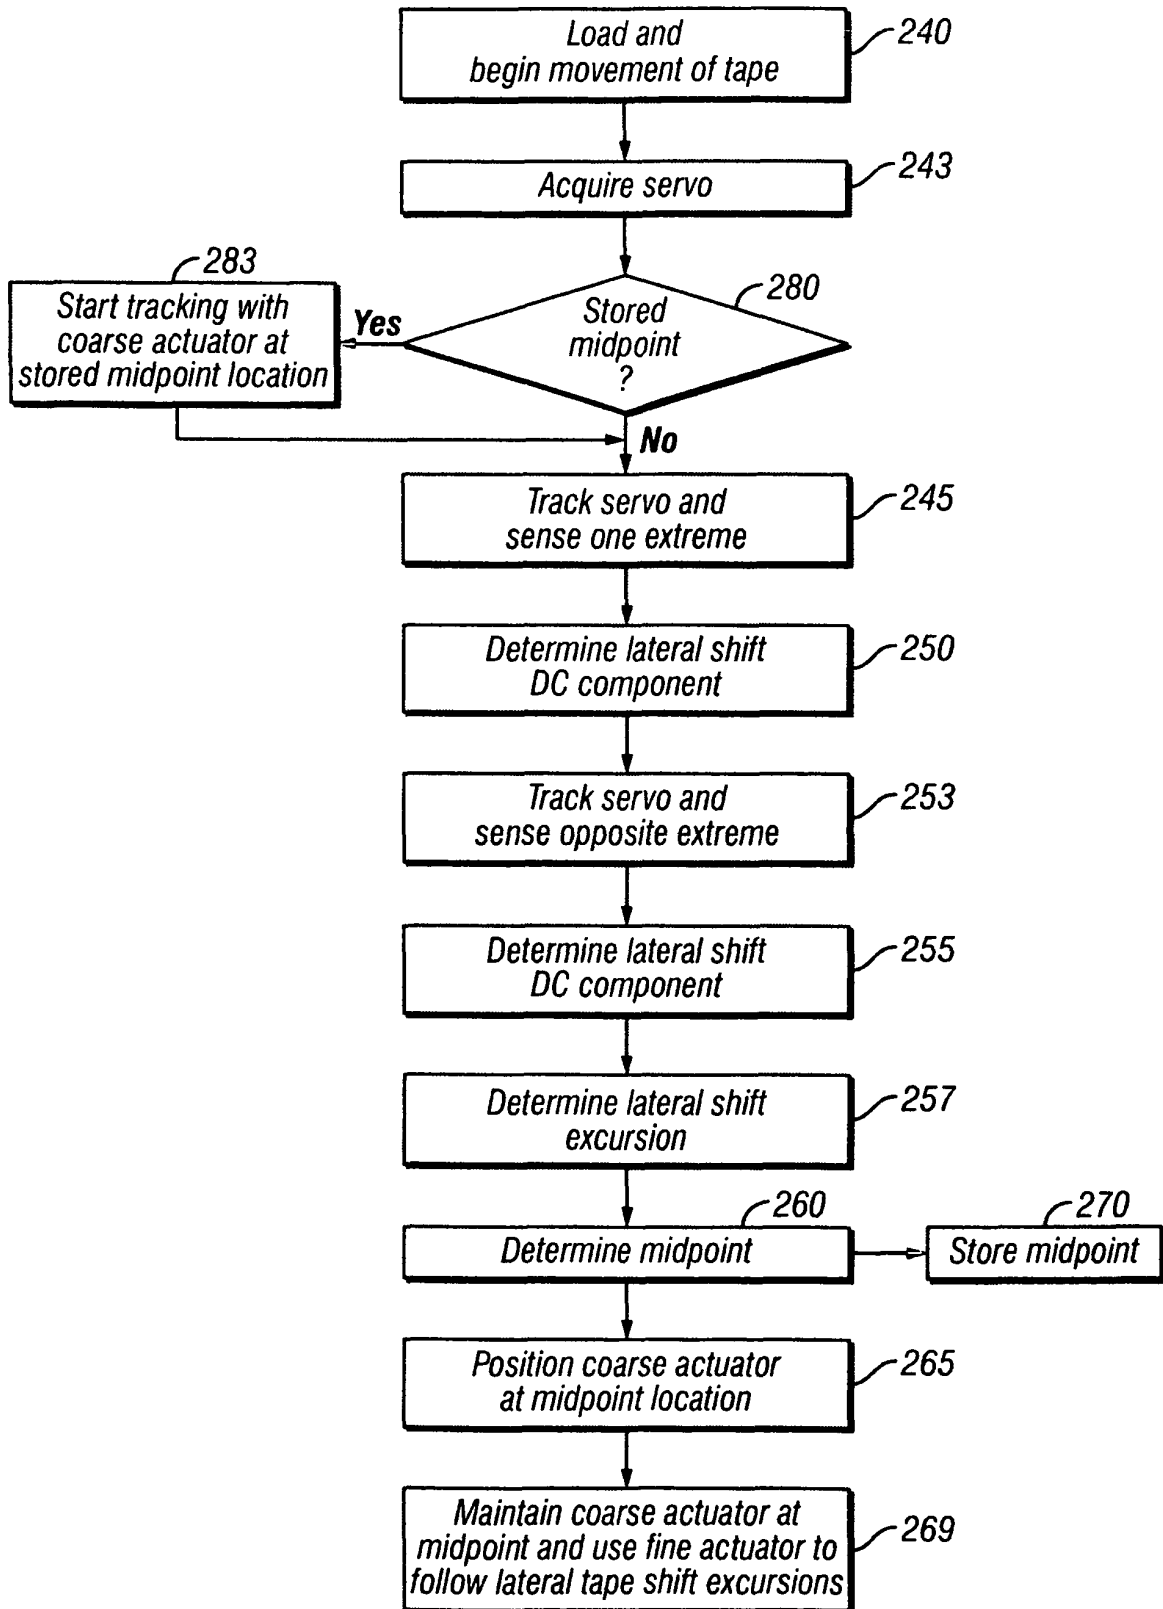 Load and
begin movement of tape
240
Acquire servo
243
283
Start tracking with
coarse actuator at
stored midpoint location
Yes
Stored
midpoint
?
280
No
Track servo and
sense one extreme
245
Determine lateral shift
DC component
250
Track servo and
sense opposite extreme
253
Determine lateral shift
DC component
255
Determine lateral shift
excursion
257
260
Determine midpoint
270
Store midpoint
Position coarse actuator
at midpoint location
265
Maintain coarse actuator at
midpoint and use fine actuator to
follow lateral tape shift excursions
269